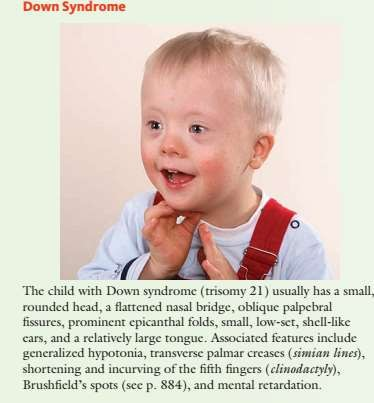 Down Syndrome
The child with Down syndrome (trisomy 21) usually has a small,
rounded head, a flattened nasal bridge, oblique palpebral
fissures, prominent epicanthal folds, small, low-set, shell-like
ears, and a relatively large tongue. Associated features include
generalized hypotonia, transverse palmar creases (simian lines),
shortening and incurving of the fifth fingers (clinodactyly),
Brushfield's spots (see p. 884), and mental retardation.